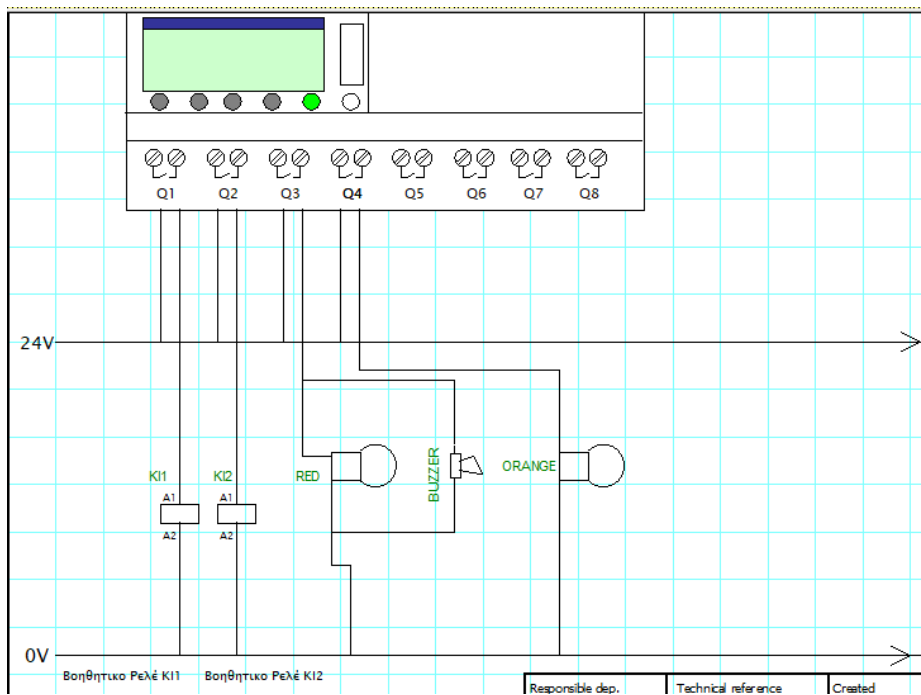 Q1 Q2 Q3 Q4 Q5 Q6 Q7 Q8
24V
KI1 KI2 RED BUZZER ORANGE
A1 A1
A2 A2
0V
Βοηθητικο Ρελέ KI1 Βοηθητικο Ρελέ KI2
Responsible dep. Technical reference Created